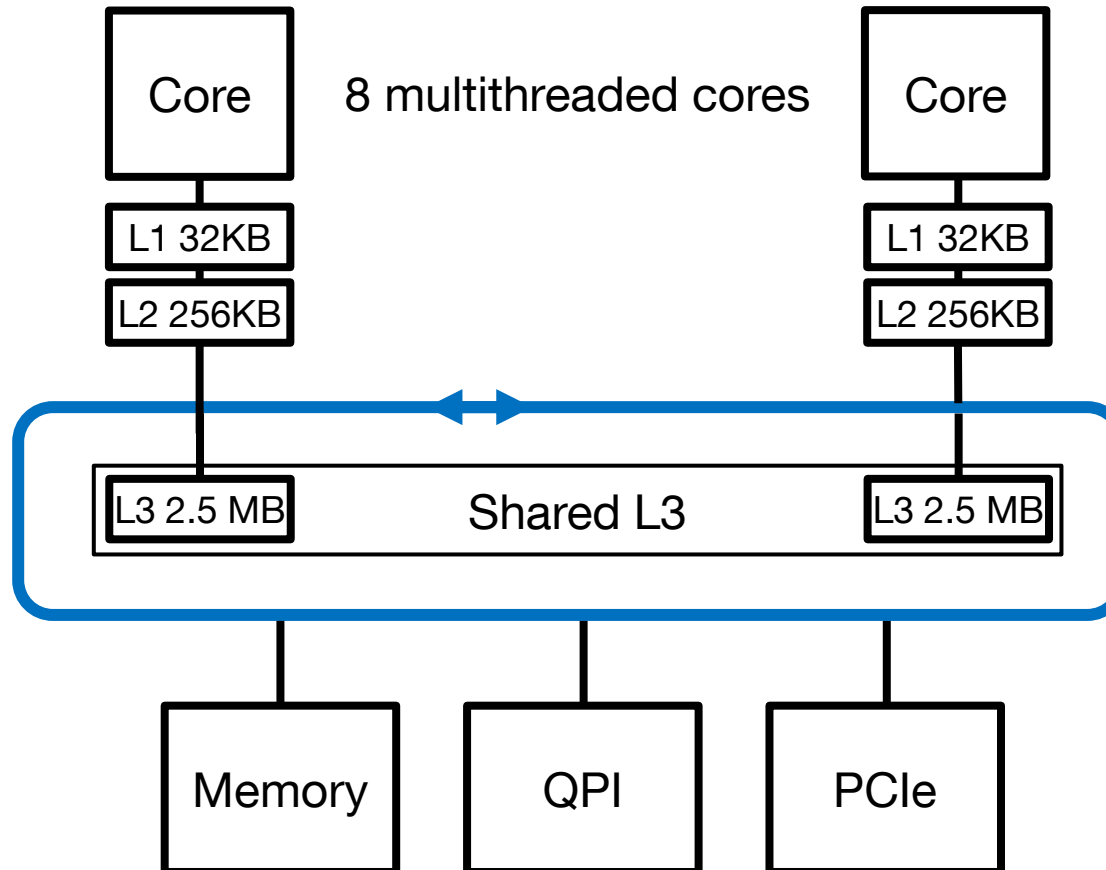 Core
8 multithreaded cores
Core
L1 32KB
L1 32KB
L2 256KB
L2 256KB
L3 2.5 MB
Shared L3
L3 2.5 MB
Memory
QPI
PCIe